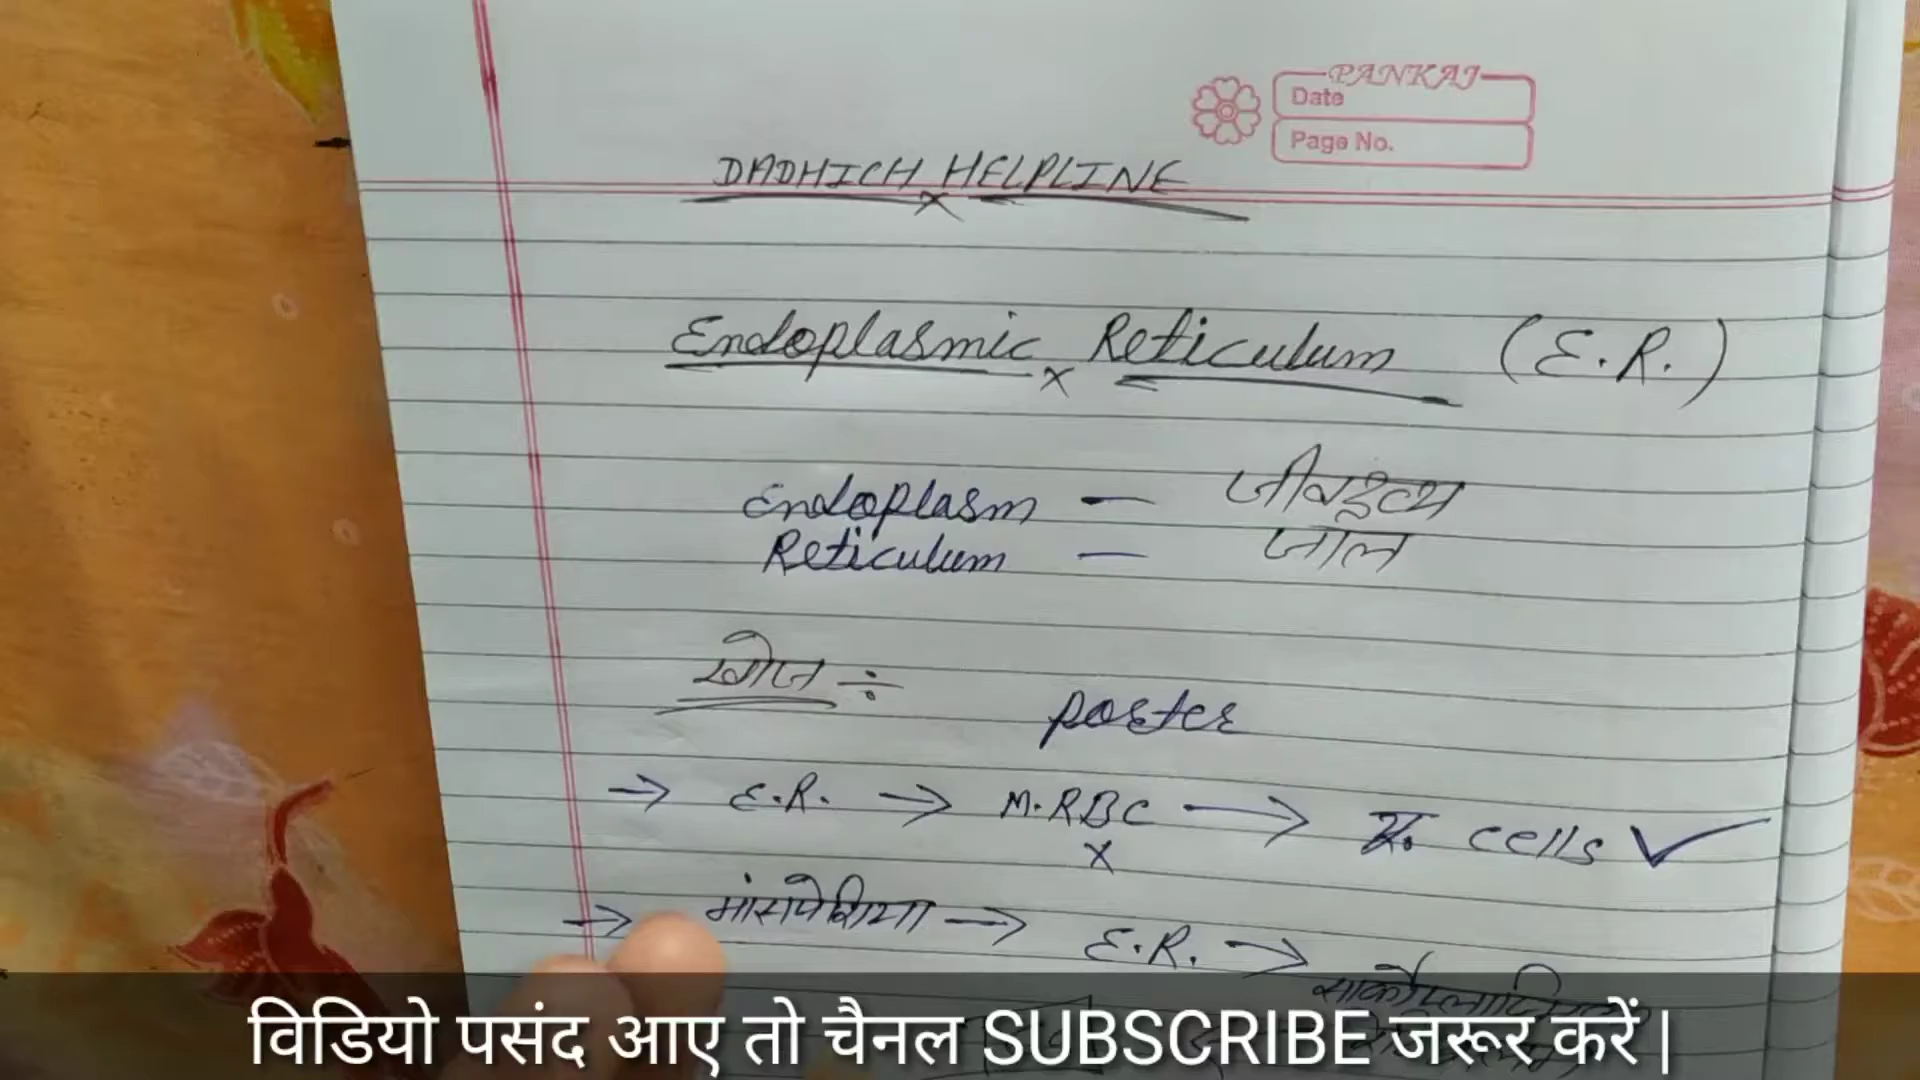 PANKAJ
Date
Page No.
DADHICH HELPLINE
Endoplasmic Reticulum (E.R.)
Endoplasm — जीवद्रव्य
Reticulum — जाल
खोज ÷
porter
→ E.R. → M.RBC → cells ✓
x
→ मांसपेशिया → E.R. →
विडियो पसंद आए तो चैनल SUBSCRIBE जरूर करें |